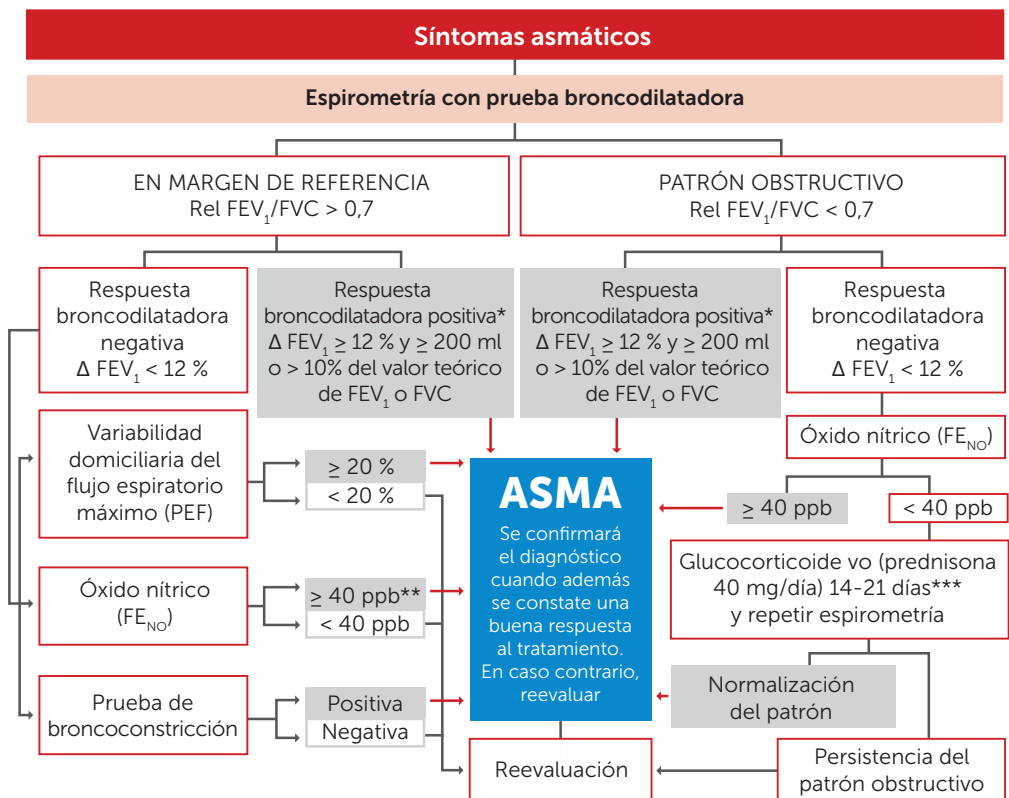 Síntomas asmáticos
Espirometría con prueba broncodilatadora
EN MARGEN DE REFERENCIA
Rel FEV₁/FVC > 0,7
PATRÓN OBSTRUCTIVO
Rel FEV₁/FVC < 0,7
Respuesta
broncodilatadora
negativa
Δ FEV₁ < 12 %
Respuesta
broncodilatadora positiva*
Δ FEV₁ ≥ 12 % y ≥ 200 ml
o > 10% del valor teórico
de FEV₁ o FVC
Respuesta
broncodilatadora positiva*
Δ FEV₁ ≥ 12 % y ≥ 200 ml
o > 10% del valor teórico
de FEV₁ o FVC
Respuesta
broncodilatadora
negativa
Δ FEV₁ < 12 %
Variabilidad
domiciliaria del
flujo espiratorio
máximo (PEF)
≥ 20 %
< 20 %
Óxido nítrico
(FE_NO)
≥ 40 ppb**
< 40 ppb
Prueba de
broncoconstricción
Positiva
Negativa
ASMA
Se confirmará
el diagnóstico
cuando además
se constate una
buena respuesta
al tratamiento.
En caso contrario,
reevaluar
Reevaluación
Óxido nítrico (FE_NO)
≥ 40 ppb
< 40 ppb
Glucocorticoide vo (prednisona
40 mg/día) 14-21 días***
y repetir espirometría
Normalización
del patrón
Persistencia del
patrón obstructivo